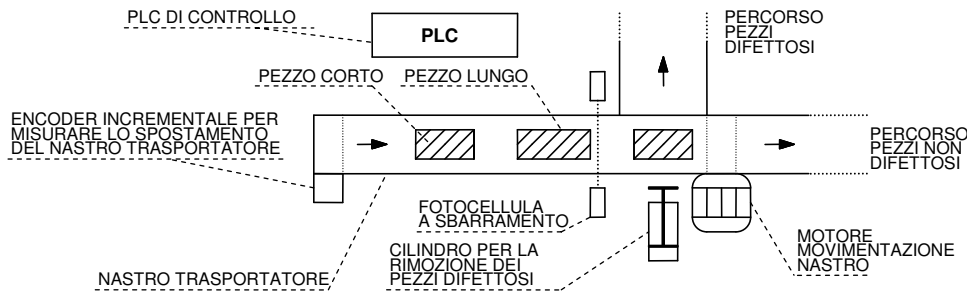 PLC DI CONTROLLO
PLC
PERCORSO
PEZZI
DIFETTOSI
PEZZO CORTO
PEZZO LUNGO
ENCODER INCREMENTALE PER
MISURARE LO SPOSTAMENTO
DEL NASTRO TRASPORTATORE
PERCORSO
PEZZI NON
DIFETTOSI
FOTOCELLULA
A SBARRAMENTO
CILINDRO PER LA
RIMOZIONE DEI
PEZZI DIFETTOSI
MOTORE
MOVIMENTAZIONE
NASTRO
NASTRO TRASPORTATORE